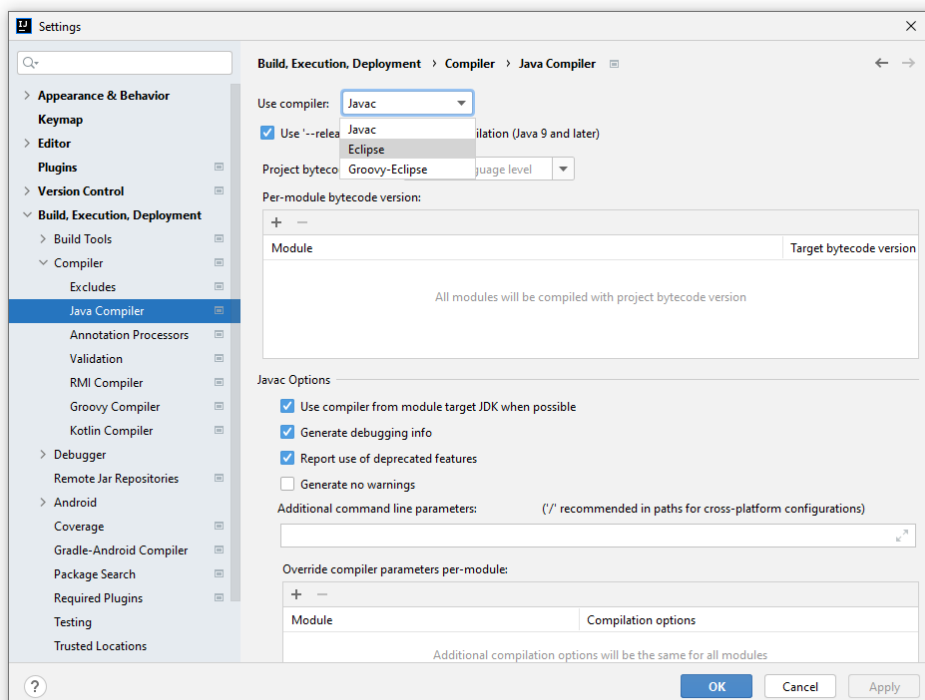 Settings
Appearance & Behavior
Keymap
Editor
Plugins
Version Control
Build, Execution, Deployment
Build Tools
Compiler
Excludes
Java Compiler
Annotation Processors
Validation
RMI Compiler
Groovy Compiler
Kotlin Compiler
Debugger
Remote Jar Repositories
Android
Coverage
Gradle-Android Compiler
Package Search
Required Plugins
Testing
Trusted Locations
Build, Execution, Deployment › Compiler › Java Compiler
Use compiler: Javac
Javac
Eclipse
Groovy-Eclipse
Use '--relea ilation (Java 9 and later)
Project byteco guage level
Per-module bytecode version:
Module Target bytecode version
All modules will be compiled with project bytecode version
Javac Options
Use compiler from module target JDK when possible
Generate debugging info
Report use of deprecated features
Generate no warnings
Additional command line parameters: ('/' recommended in paths for cross-platform configurations)
Override compiler parameters per-module:
Module Compilation options
Additional compilation options will be the same for all modules
? OK Cancel Apply